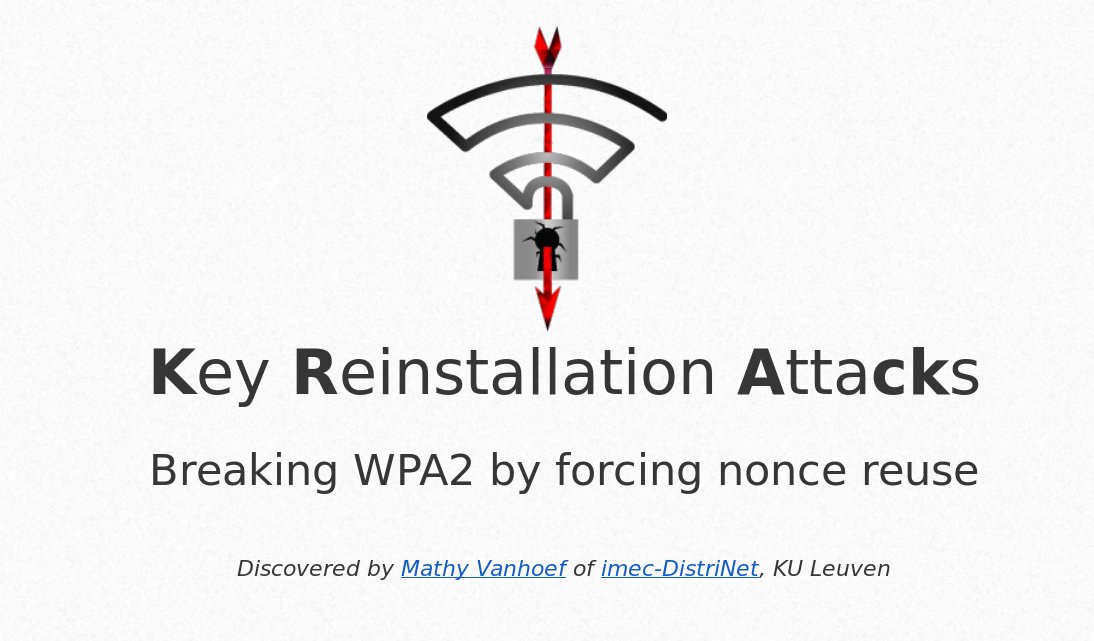 Key Reinstallation Attacks
Breaking WPA2 by forcing nonce reuse
Discovered by Mathy Vanhoef of imec-DistriNet, KU Leuven